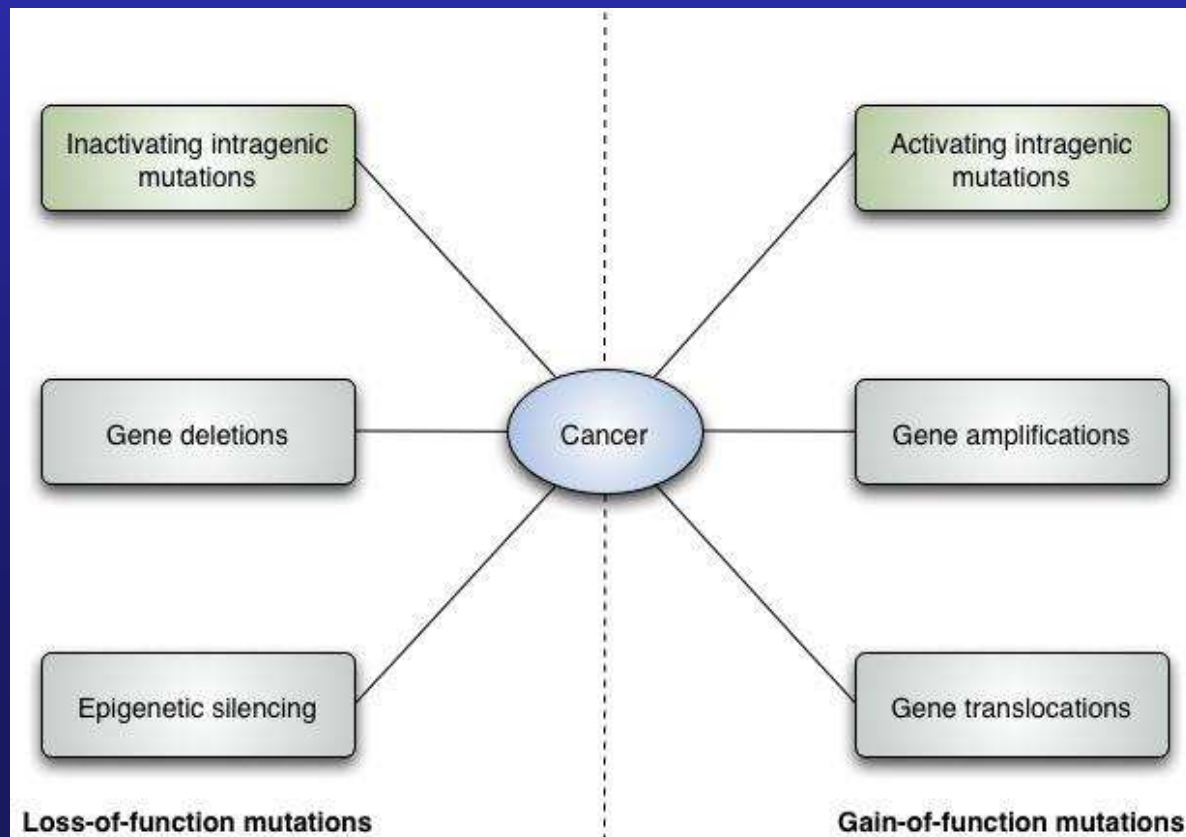 Inactivating intragenic
mutations
Activating intragenic
mutations
Gene deletions
Cancer
Gene amplifications
Epigenetic silencing
Gene translocations
Loss-of-function mutations
Gain-of-function mutations